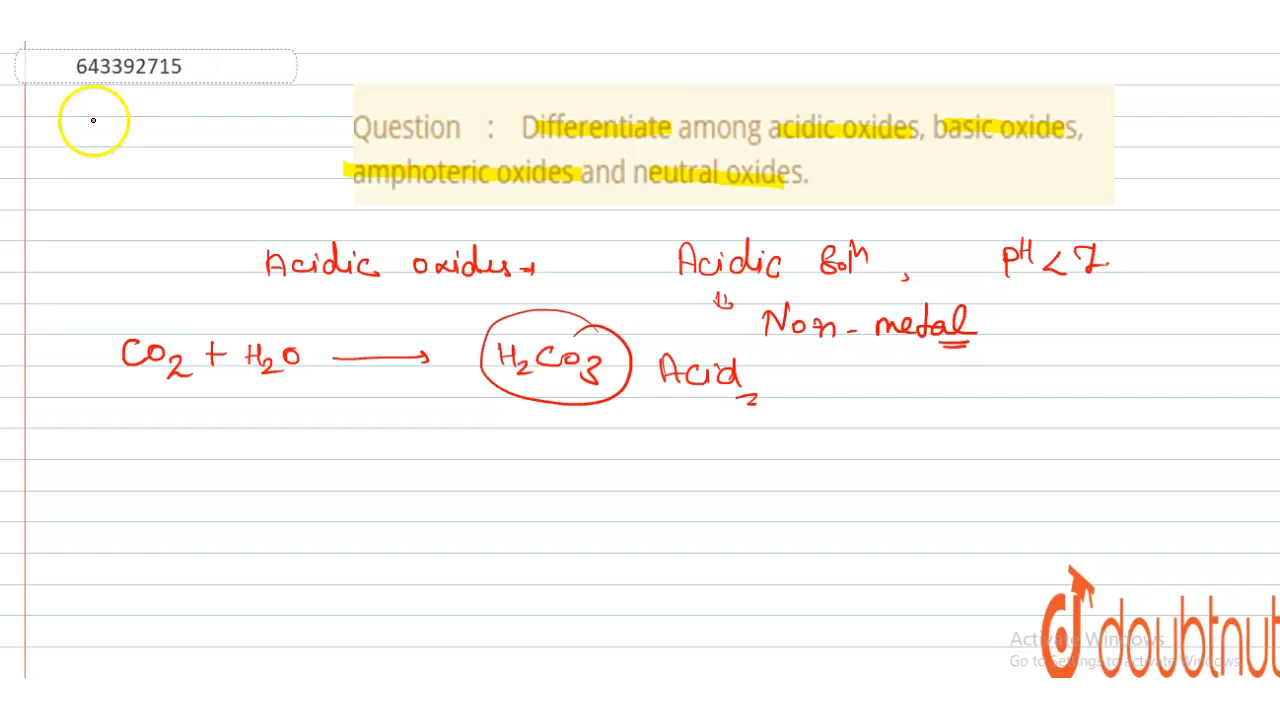 643392715
Question : Differentiate among acidic oxides, basic oxides,
amphoteric oxides and neutral oxides.
Acidic oxides → Acidic Solⁿ, pH < 7
⇓ Non-metal
CO₂ + H₂O ⟶ H₂CO₃ Acid
doubtnut
Activate Windows
Go to Settings to activate Windows.